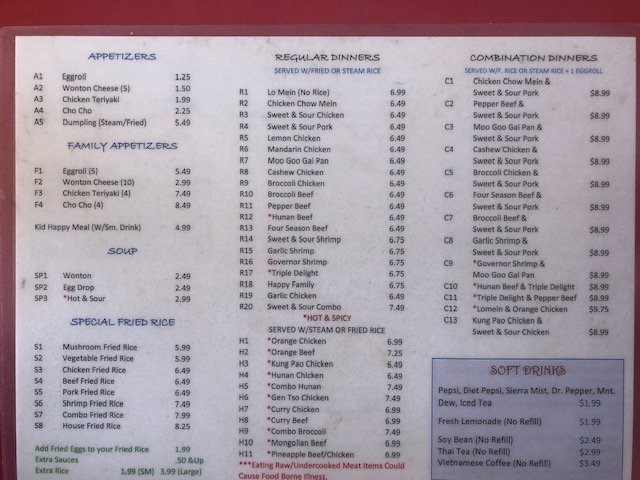 APPETIZERS
A1 Eggroll 1.25
A2 Wonton Cheese (5) 1.50
A3 Chicken Teriyaki 1.99
A4 Cho Cho 2.25
A5 Dumpling (Steam/Fried) 5.49
FAMILY APPETIZERS
F1 Eggroll (5) 5.49
F2 Wonton Cheese (10) 2.99
F3 Chicken Teriyaki (4) 7.49
F4 Cho Cho (4) 8.49
Kid Happy Meal (W/Sm. Drink) 4.99
SOUP
SP1 Wonton 2.49
SP2 Egg Drop 2.49
SP3 *Hot & Sour 2.99
SPECIAL FRIED RICE
S1 Mushroom Fried Rice 5.99
S2 Vegetable Fried Rice 5.99
S3 Chicken Fried Rice 6.49
S4 Beef Fried Rice 6.49
S5 Pork Fried Rice 6.49
S6 Shrimp Fried Rice 7.49
S7 Combo Fried Rice 7.99
S8 House Fried Rice 8.25
Add Fried Eggs to your Fried Rice 1.99
Extra Sauces .50 &Up
Extra Rice 1.99 (SM) 3.99 (Large)
REGULAR DINNERS
SERVED W/FRIED OR STEAM RICE
R1 Lo Mein (No Rice) 6.99
R2 Chicken Chow Mein 6.49
R3 Sweet & Sour Chicken 6.49
R4 Sweet & Sour Pork 6.49
R5 Lemon Chicken 6.49
R6 Mandarin Chicken 6.49
R7 Moo Goo Gai Pan 6.49
R8 Cashew Chicken 6.49
R9 Broccoli Chicken 6.49
R10 Broccoli Beef 6.49
R11 Pepper Beef 6.49
R12 *Hunan Beef 6.49
R13 Four Season Beef 6.49
R14 Sweet & Sour Shrimp 6.75
R15 Garlic Shrimp 6.75
R16 Governor Shrimp 6.75
R17 *Triple Delight 6.75
R18 Happy Family 6.75
R19 Garlic Chicken 6.49
R20 Sweet & Sour Combo 7.49
*HOT & SPICY
SERVED W/STEAM OR FRIED RICE
H1 *Orange Chicken 6.99
H2 *Orange Beef 7.25
H3 *Kung Pao Chicken 6.49
H4 *Hunan Chicken 6.49
H5 *Combo Hunan 7.49
H6 *Gen Tso Chicken 7.49
H7 *Curry Chicken 6.99
H8 *Curry Beef 6.99
H9 *Combo Broccoli 7.49
H10 *Mongolian Beef 6.99
H11 *Pineapple Beef/Chicken 6.99
***Eating Raw/Undercooked Meat Items Could
Cause Food Borne Illness,
COMBINATION DINNERS
SERVED W/F. RICE OR STEAM RICE + 1 EGGROLL
C1 Chicken Chow Mein &
Sweet & Sour Pork $8.99
C2 Pepper Beef &
Sweet & Sour Pork $8.99
C3 Moo Goo Gai Pan &
Sweet & Sour Pork $8.99
C4 Cashew Chicken &
Sweet & Sour Pork $8.99
C5 Broccoli Chicken &
Sweet & Sour Pork $8.99
C6 Four Season Beef &
Sweet & Sour Pork $8.99
C7 Broccoli Beef &
Sweet & Sour Pork $8.99
C8 Garlic Shrimp &
Sweet & Sour Pork $8.99
C9 *Governor Shrimp &
Moo Goo Gai Pan $8.99
C10 *Hunan Beef & Triple Delight $8.99
C11 *Triple Delight & Pepper Beef $8.99
C12 *Lomein & Orange Chicken $9.75
C13 Kung Pao Chicken &
Sweet & Sour Chicken $8.99
SOFT DRINKS
Pepsi, Diet Pepsi, Sierra Mist, Dr. Pepper, Mnt.
Dew, Iced Tea $1.99
Fresh Lemonade (No Refill) $1.99
Soy Bean (No Refill) $2.49
Thai Tea (No Refill) $2.99
Vietnamese Coffee (No Refill) $3.49